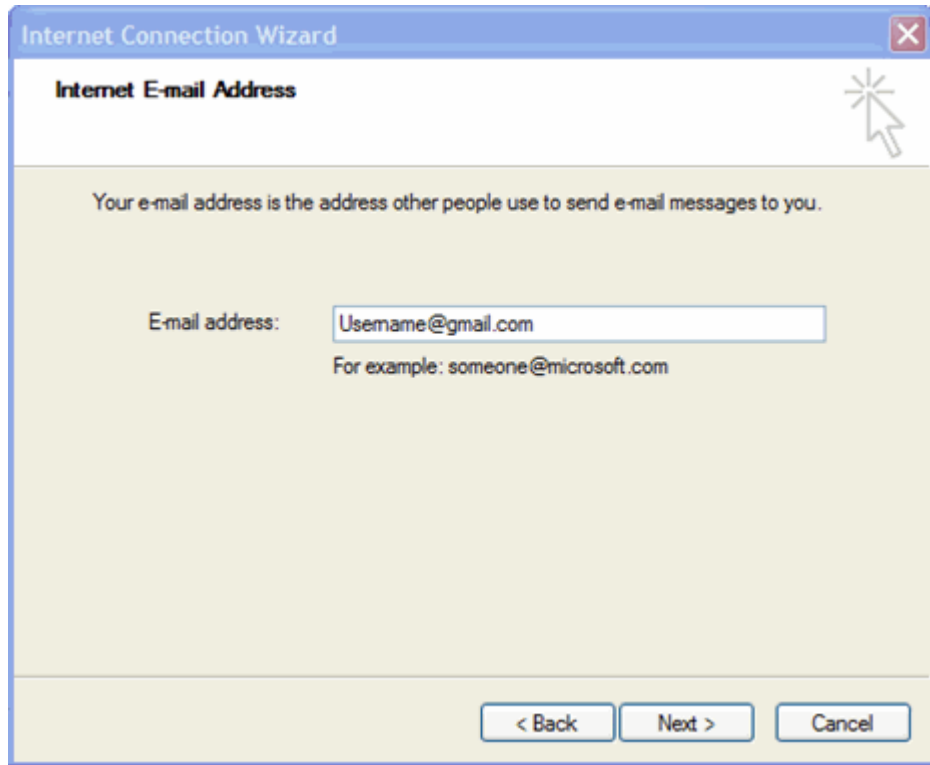 Internet Connection Wizard
Internet E-mail Address
Your e-mail address is the address other people use to send e-mail messages to you.
E-mail address:
Username@gmail.com
For example: someone@microsoft.com
< Back
Next >
Cancel